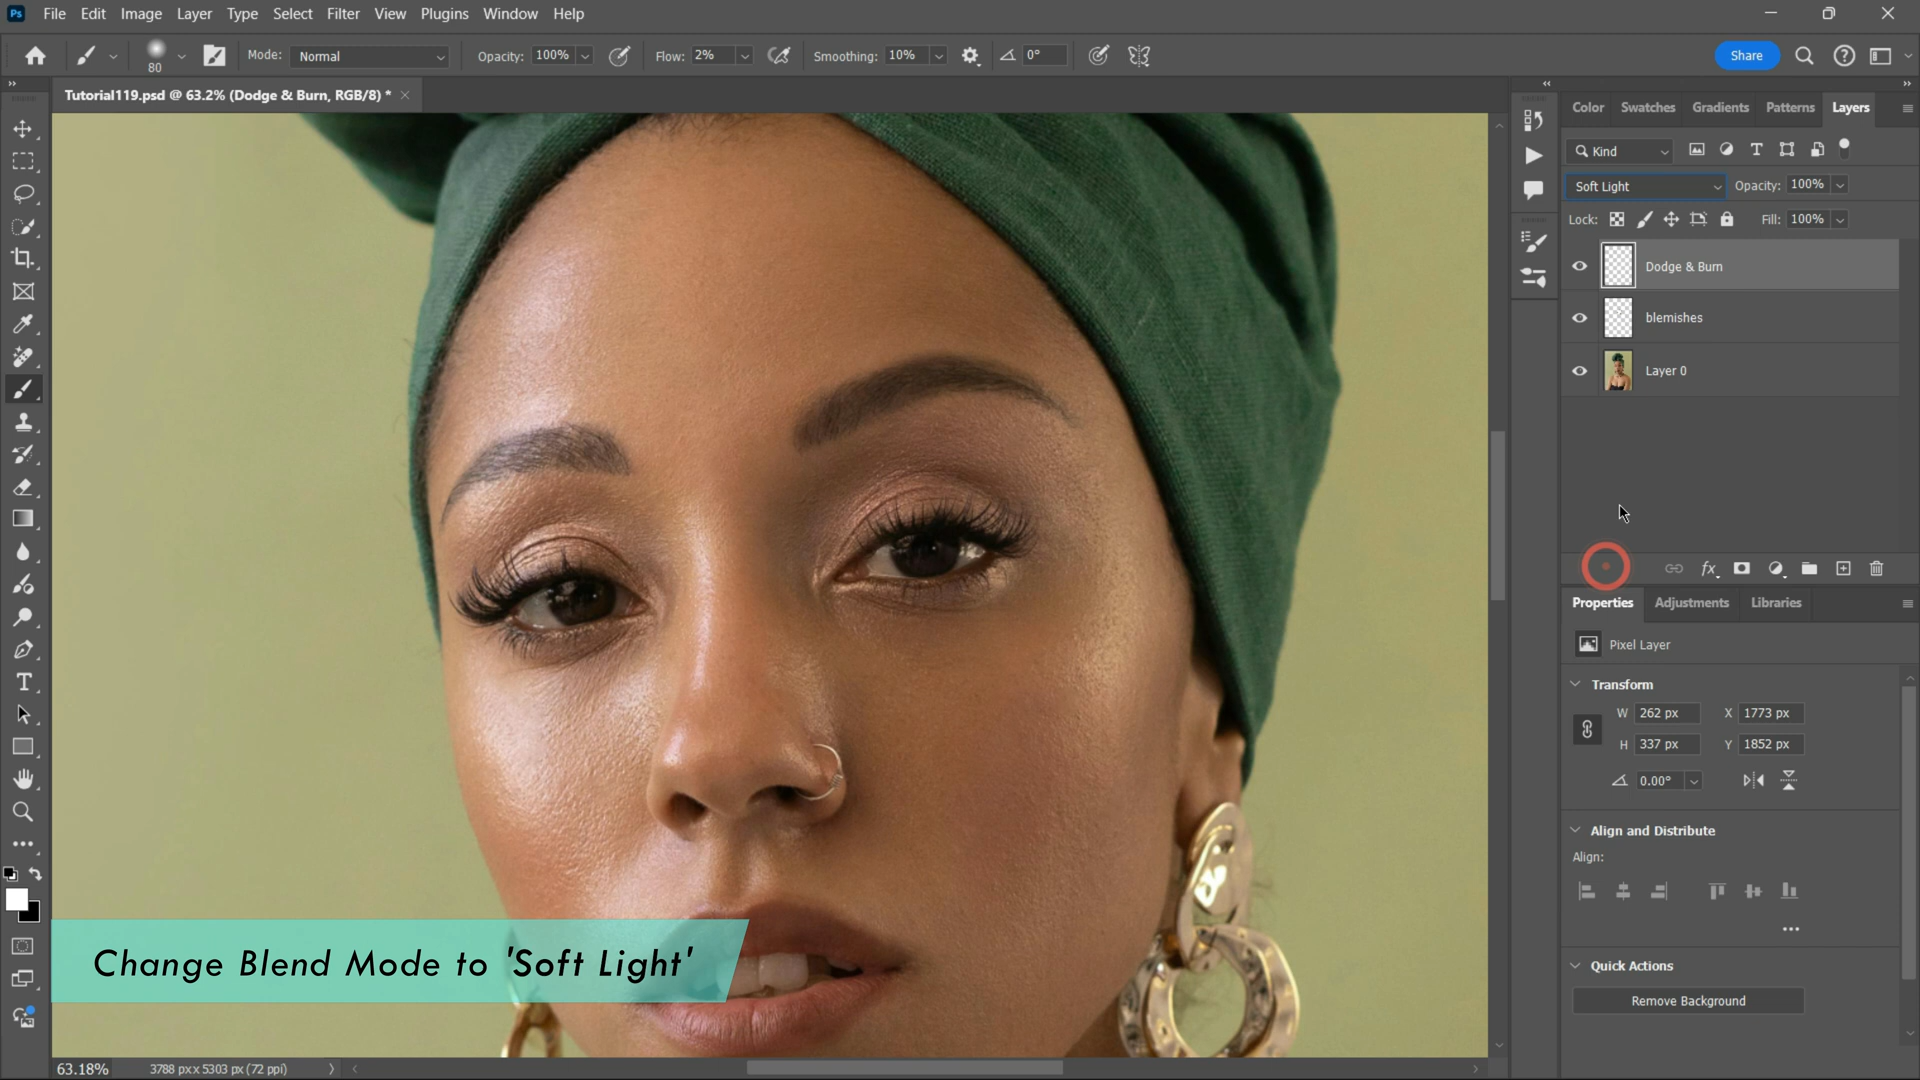 Ps File Edit Image Layer Type Select Filter View Plugins Window Help
80 Mode: Normal Opacity: 100% Flow: 2% Smoothing: 10% 0° Share
Tutorial119.psd @ 63.2% (Dodge & Burn, RGB/8) *
Color Swatches Gradients Patterns Layers
Kind
Soft Light Opacity: 100%
Lock: Fill: 100%
Dodge & Burn
blemishes
Layer 0
fx
Properties Adjustments Libraries
Pixel Layer
Transform
W 262 px X 1773 px
H 337 px Y 1852 px
0.00°
Align and Distribute
Align:
Quick Actions
Remove Background
Change Blend Mode to 'Soft Light'
63.18% 3788 px x 5303 px (72 ppi)